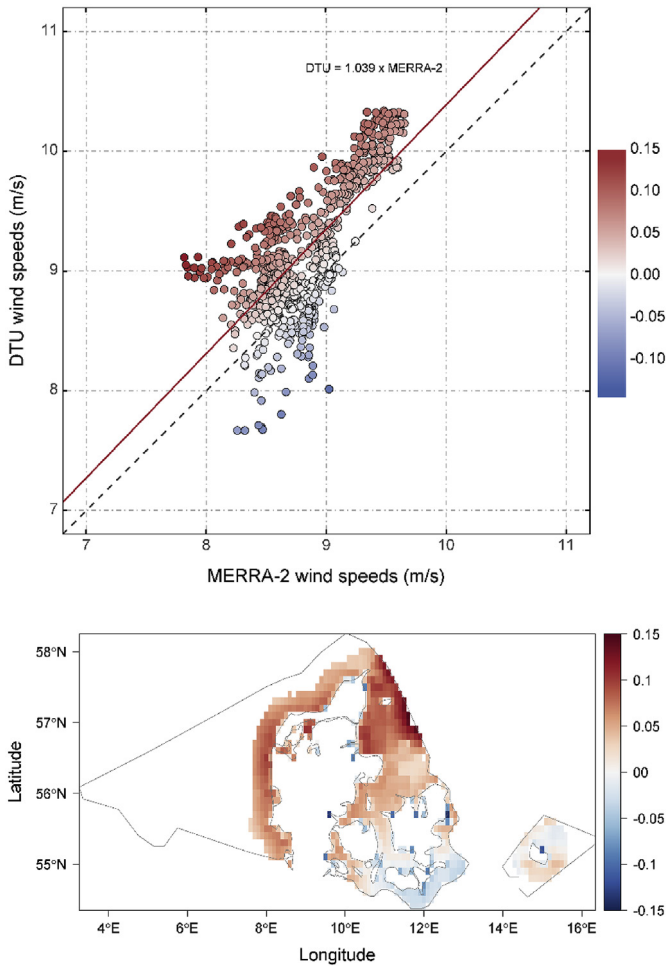 11
10
9
8
7
DTU wind speeds (m/s)
DTU = 1.039 x MERRA-2
7
8
9
10
11
MERRA-2 wind speeds (m/s)
0.15
0.10
0.05
0.00
-0.05
-0.10
58°N
57°N
56°N
55°N
Latitude
4°E
6°E
8°E
10°E
12°E
14°E
16°E
Longitude
0.15
0.10
0.05
00
-0.05
-0.10
-0.15